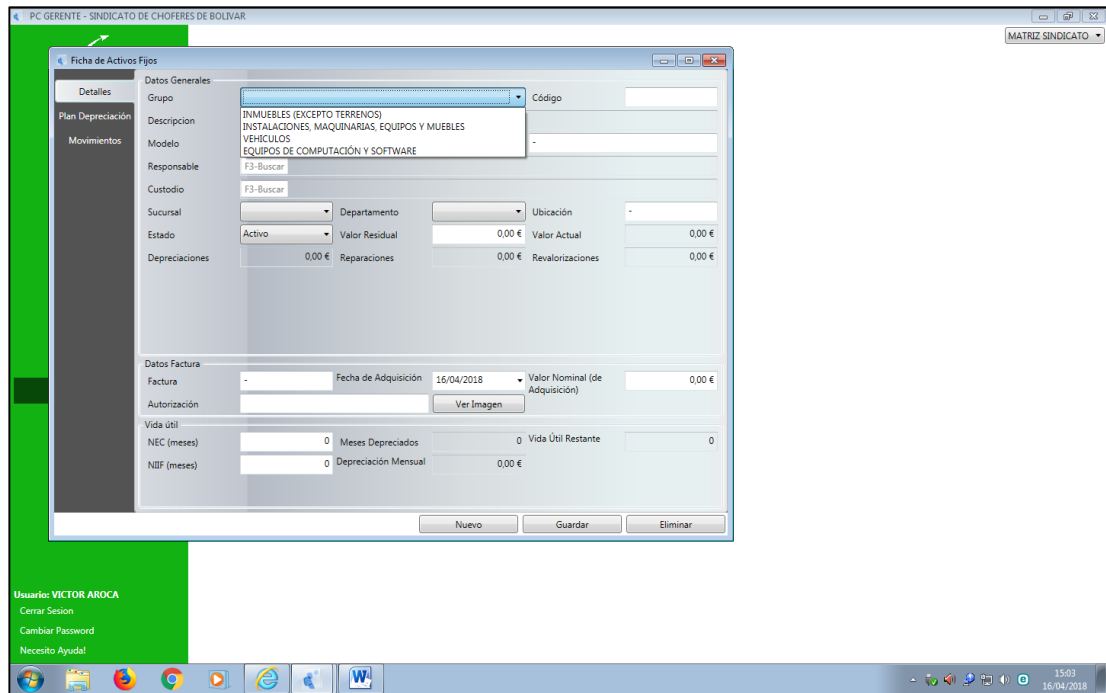 PC GERENTE - SINDICATO DE CHOFERES DE BOLIVAR
MATRIZ SINDICATO
Ficha de Activos Fijos
Detalles
Plan Depreciación
Movimientos
Datos Generales
Grupo
Código
INMUEBLES (EXCEPTO TERRENOS)
INSTALACIONES, MAQUINARIAS, EQUIPOS Y MUEBLES
VEHICULOS
EQUIPOS DE COMPUTACIÓN Y SOFTWARE
Descripcion
Modelo -
Responsable F3-Buscar
Custodio F3-Buscar
Sucursal Departamento Ubicación -
Estado Activo Valor Residual 0,00 € Valor Actual 0,00 €
Depreciaciones 0,00 € Reparaciones 0,00 € Revalorizaciones 0,00 €
Datos Factura
Factura - Fecha de Adquisición 16/04/2018 Valor Nominal (de
Adquisición) 0,00 €
Autorización Ver Imagen
Vida útil
NEC (meses) 0 Meses Depreciados 0 Vida Útil Restante 0
NIIF (meses) 0 Depreciación Mensual 0,00 €
Nuevo Guardar Eliminar
Usuario: VICTOR AROCA
Cerrar Sesion
Cambiar Password
Necesito Ayuda!
15:03
16/04/2018